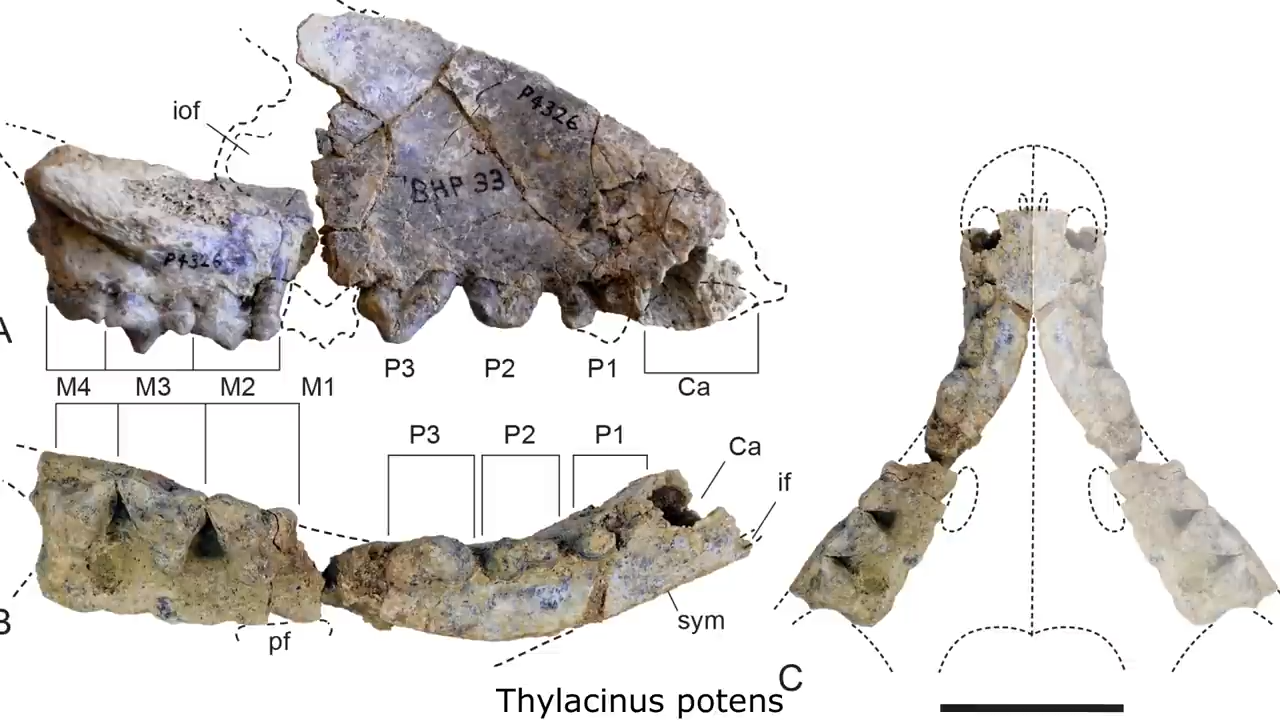 iof
P4326
BHP 33
P4326
A
P3
P2
P1
Ca
M4
M3
M2
M1
P3
P2
P1
Ca
if
B
pf
sym
C
Thylacinus potens